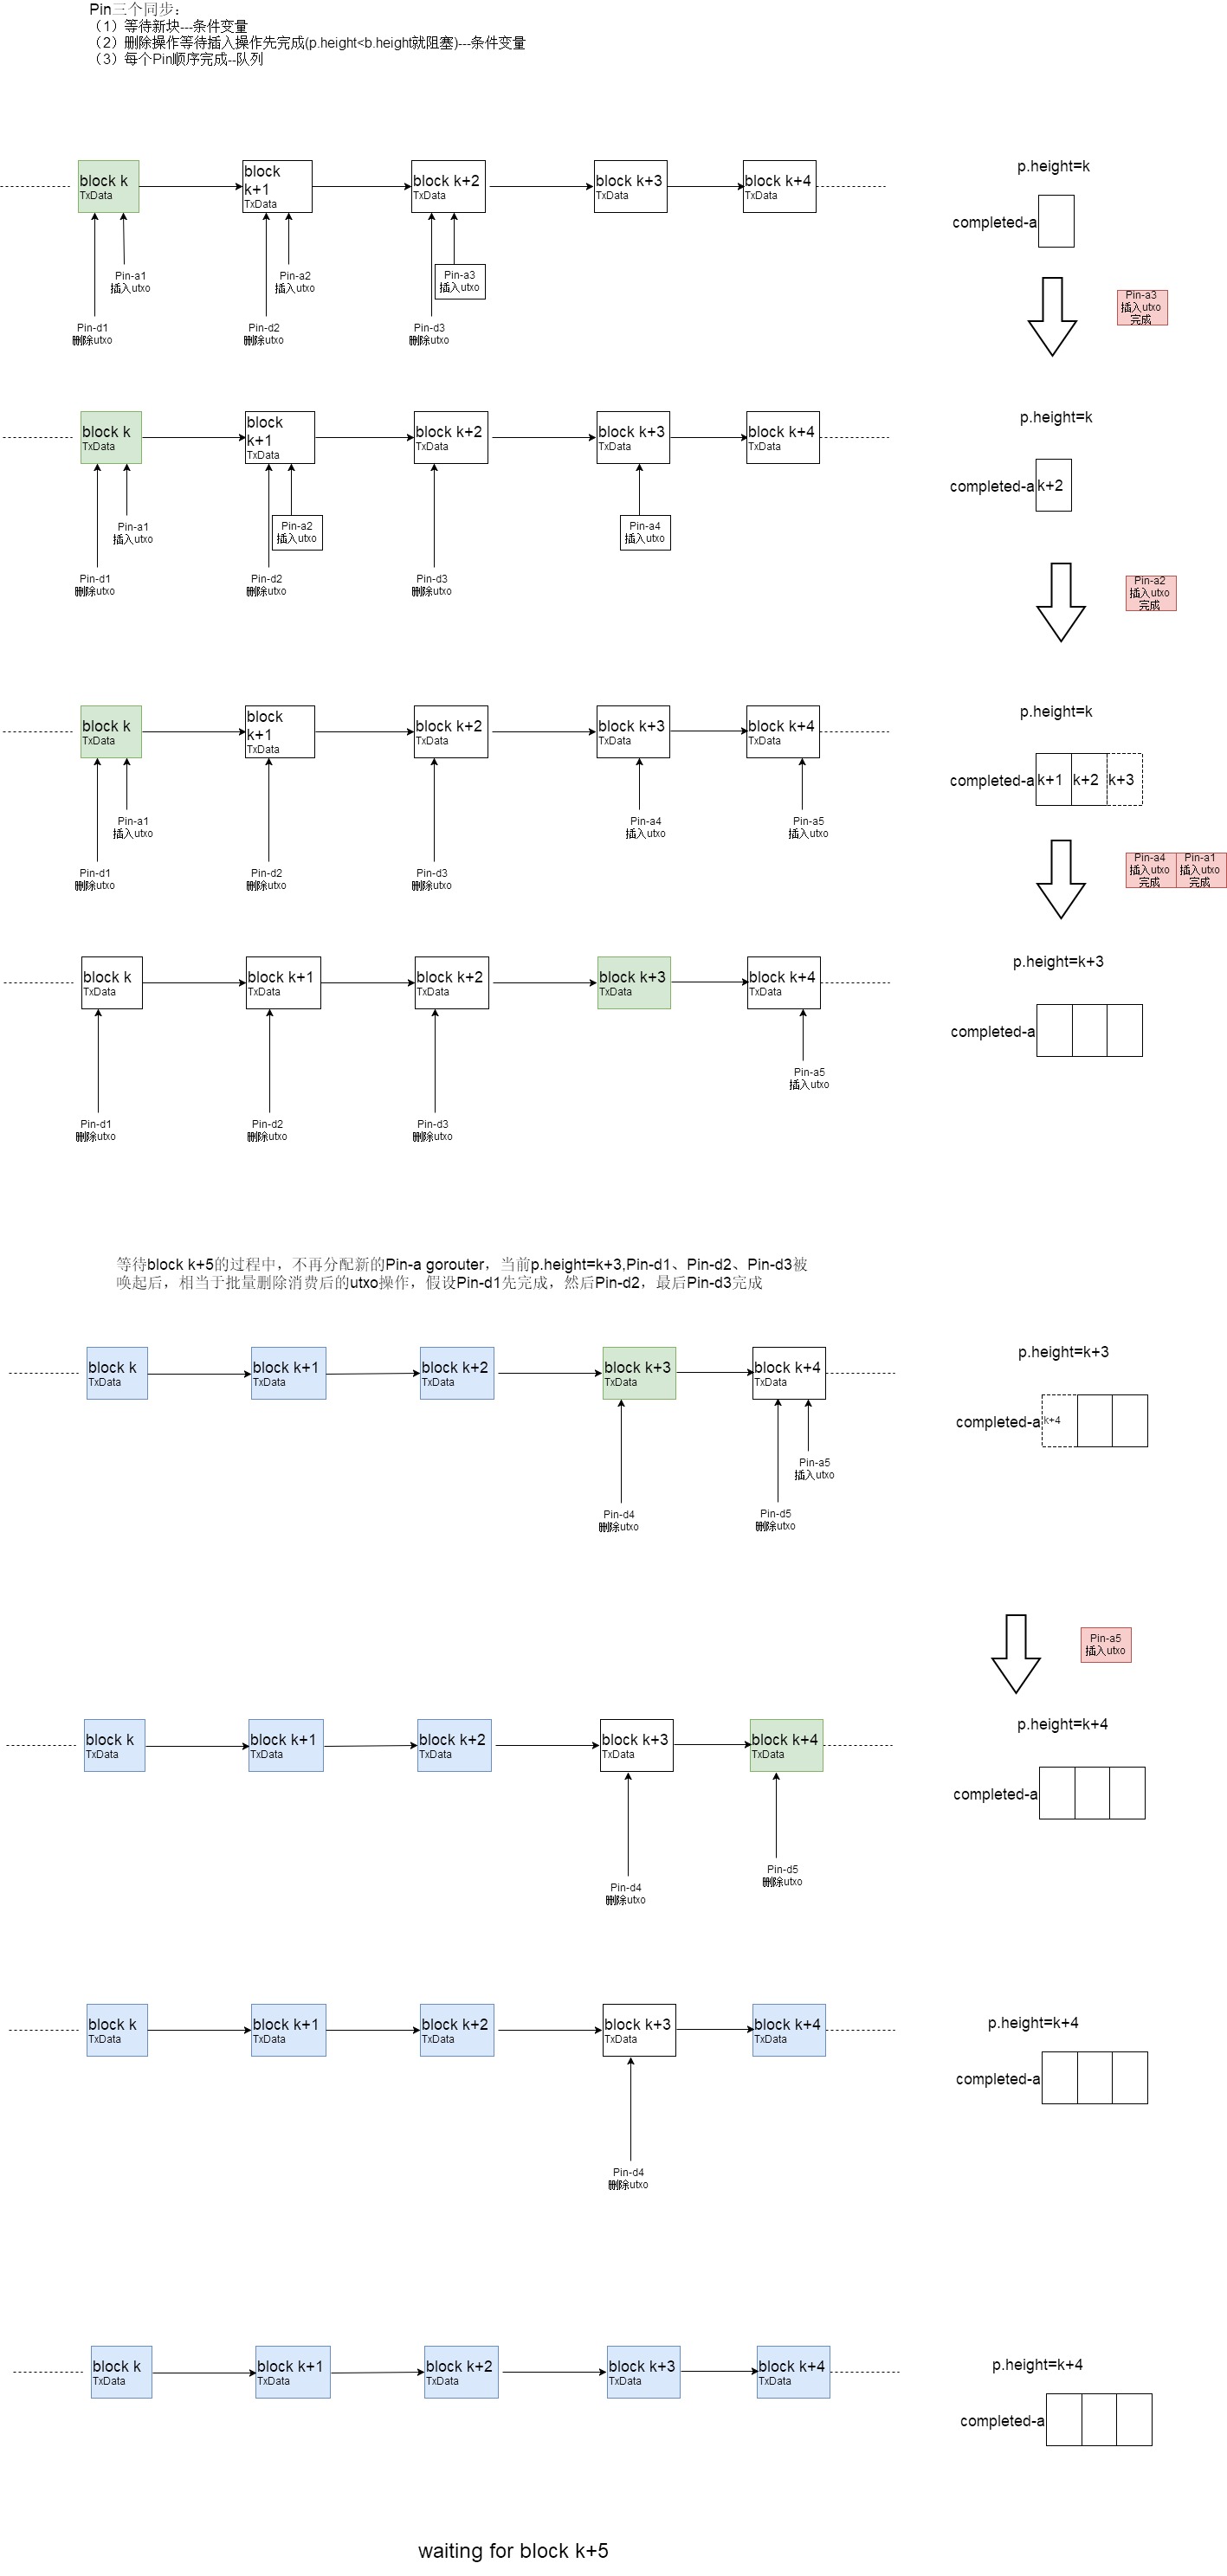 Pin三个同步：
（1）等待新块---条件变量
（2）删除操作等待插入操作先完成(p.height<b.height就阻塞)---条件变量
（3）每个Pin顺序完成--队列
block k
TxData
block
k+1
TxData
block k+2
TxData
block k+3
TxData
block k+4
TxData
p.height=k
completed-a
Pin-a1
插入utxo
Pin-a2
插入utxo
Pin-a3
插入utxo
Pin-d1
删除utxo
Pin-d2
删除utxo
Pin-d3
删除utxo
Pin-a3
插入utxo
完成
block k
TxData
block
k+1
TxData
block k+2
TxData
block k+3
TxData
block k+4
TxData
p.height=k
completed-a
k+2
Pin-a1
插入utxo
Pin-a2
插入utxo
Pin-a4
插入utxo
Pin-d1
删除utxo
Pin-d2
删除utxo
Pin-d3
删除utxo
Pin-a2
插入utxo
完成
block k
TxData
block
k+1
TxData
block k+2
TxData
block k+3
TxData
block k+4
TxData
p.height=k
completed-a
k+1
k+2
k+3
Pin-a1
插入utxo
Pin-a4
插入utxo
Pin-a5
插入utxo
Pin-d1
删除utxo
Pin-d2
删除utxo
Pin-d3
删除utxo
Pin-a4
插入utxo
完成
Pin-a1
插入utxo
完成
block k
TxData
block k+1
TxData
block k+2
TxData
block k+3
TxData
block k+4
TxData
p.height=k+3
completed-a
Pin-a5
插入utxo
Pin-d1
删除utxo
Pin-d2
删除utxo
Pin-d3
删除utxo
等待block k+5的过程中，不再分配新的Pin-a gorouter，当前p.height=k+3,Pin-d1、Pin-d2、Pin-d3被
唤起后，相当于批量删除消费后的utxo操作，假设Pin-d1先完成，然后Pin-d2，最后Pin-d3完成
block k
TxData
block k+1
TxData
block k+2
TxData
block k+3
TxData
block k+4
TxData
p.height=k+3
completed-a
k+4
Pin-a5
插入utxo
Pin-d4
删除utxo
Pin-d5
删除utxo
Pin-a5
插入utxo
block k
TxData
block k+1
TxData
block k+2
TxData
block k+3
TxData
block k+4
TxData
p.height=k+4
completed-a
Pin-d4
删除utxo
Pin-d5
删除utxo
block k
TxData
block k+1
TxData
block k+2
TxData
block k+3
TxData
block k+4
TxData
p.height=k+4
completed-a
Pin-d4
删除utxo
block k
TxData
block k+1
TxData
block k+2
TxData
block k+3
TxData
block k+4
TxData
p.height=k+4
completed-a
waiting for block k+5